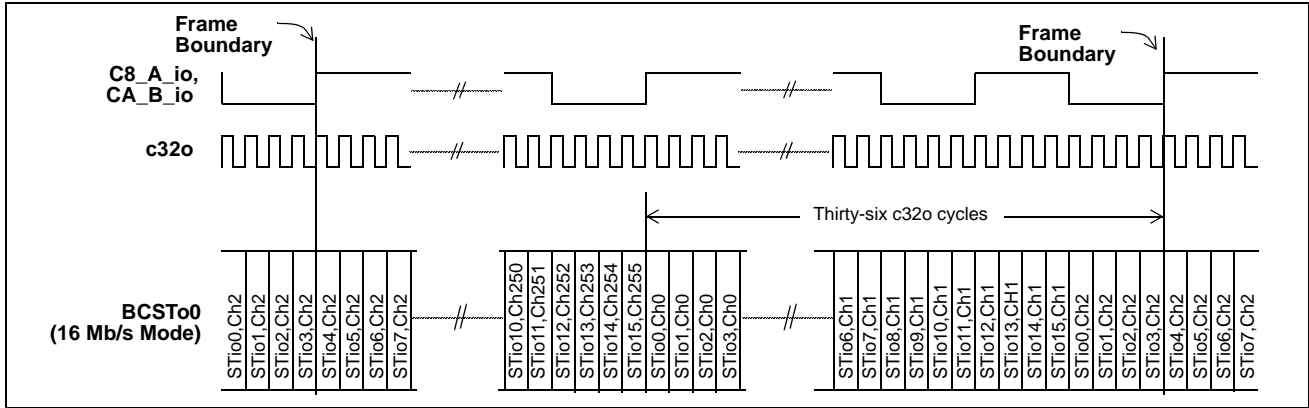 Frame
Boundary
Frame
Boundary
C8_A_io,
CA_B_io
c32o
Thirty-six c32o cycles
BCSTo0
(16 Mb/s Mode)
STio0,Ch2
STio1,Ch2
STio2,Ch2
STio3,Ch2
STio4,Ch2
STio5,Ch2
STio6,Ch2
STio7,Ch2
STio10,Ch250
STio11,Ch251
STio12,Ch252
STio13,Ch253
STio14,Ch254
STio15,Ch255
STio0,Ch0
STio1,Ch0
STio2,Ch0
STio3,Ch0
STio6,Ch1
STio7,Ch1
STio8,Ch1
STio9,Ch1
STio10,Ch1
STio11,Ch1
STio12,Ch1
STio13,CH1
STio14,Ch1
STio15,Ch1
STio0,Ch2
STio1,Ch2
STio2,Ch2
STio3,Ch2
STio4,Ch2
STio5,Ch2
STio6,Ch2
STio7,Ch2